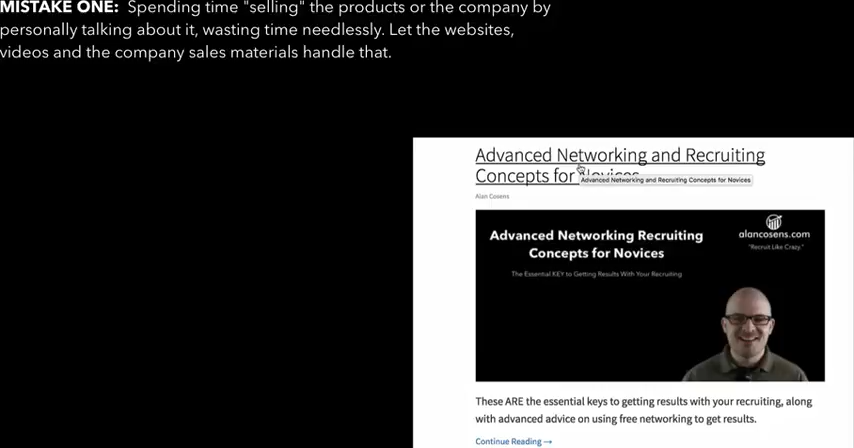 MISTAKE ONE: Spending time "selling" the products or the company by
personally talking about it, wasting time needlessly. Let the websites,
videos and the company sales materials handle that.
Advanced Networking and Recruiting
Concepts for Novices
Advanced Networking and Recruiting Concepts for Novices
Alan Cosens
alancosens.com
"Recruit Like Crazy."
Advanced Networking Recruiting
Concepts for Novices
The Essential KEY to Getting Results With Your Recruiting
These ARE the essential keys to getting results with your recruiting, along
with advanced advice on using free networking to get results.
Continue Reading →